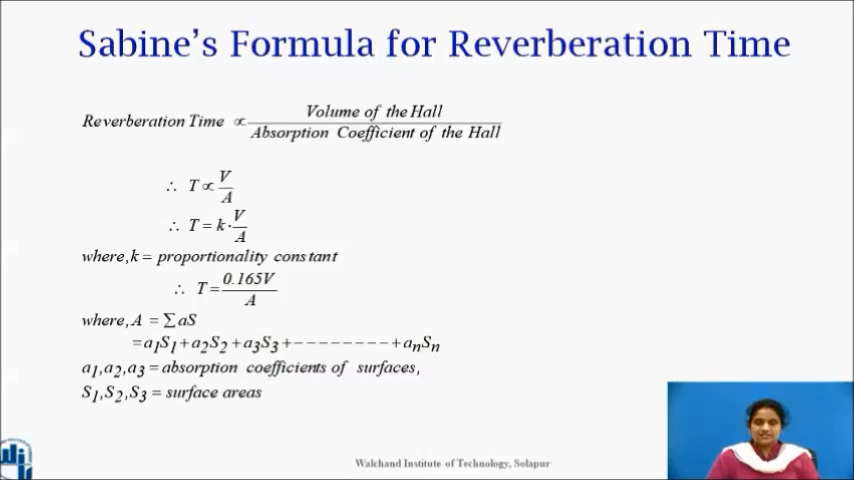 Sabine's Formula for Reverberation Time
Reverberation Time ∝ Volume of the Hall / Absorption Coefficient of the Hall
∴ T ∝ V/A
∴ T = k·V/A
where,k = proportionality constant
∴ T = 0.165V/A
where,A = ∑aS
=a₁S₁+a₂S₂+a₃S₃+--------+aₙSₙ
a₁,a₂,a₃ = absorption coefficients of surfaces,
S₁,S₂,S₃ = surface areas
Walchand Institute of Technology, Solapur